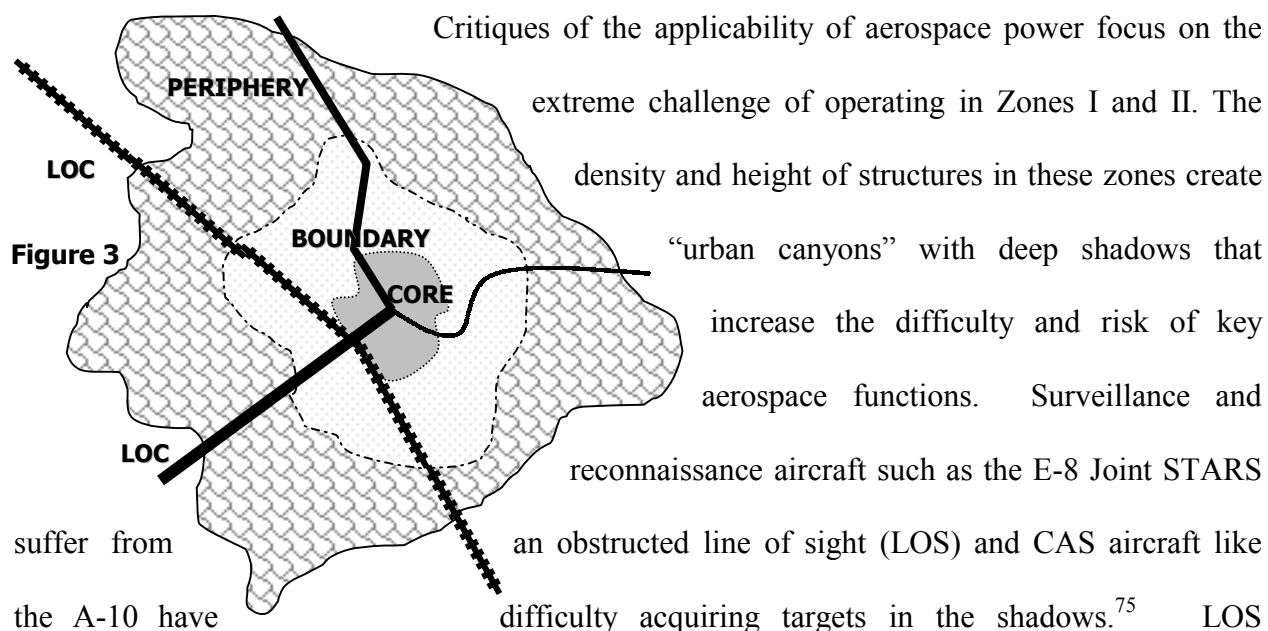 Critiques of the applicability of aerospace power focus on the
PERIPHERY
extreme challenge of operating in Zones I and II. The
LOC
density and height of structures in these zones create
BOUNDARY
Figure 3
“urban canyons” with deep shadows that
CORE
increase the difficulty and risk of key
aerospace functions. Surveillance and
LOC
reconnaissance aircraft such as the E-8 Joint STARS
suffer from an obstructed line of sight (LOS) and CAS aircraft like
the A-10 have difficulty acquiring targets in the shadows.75 LOS